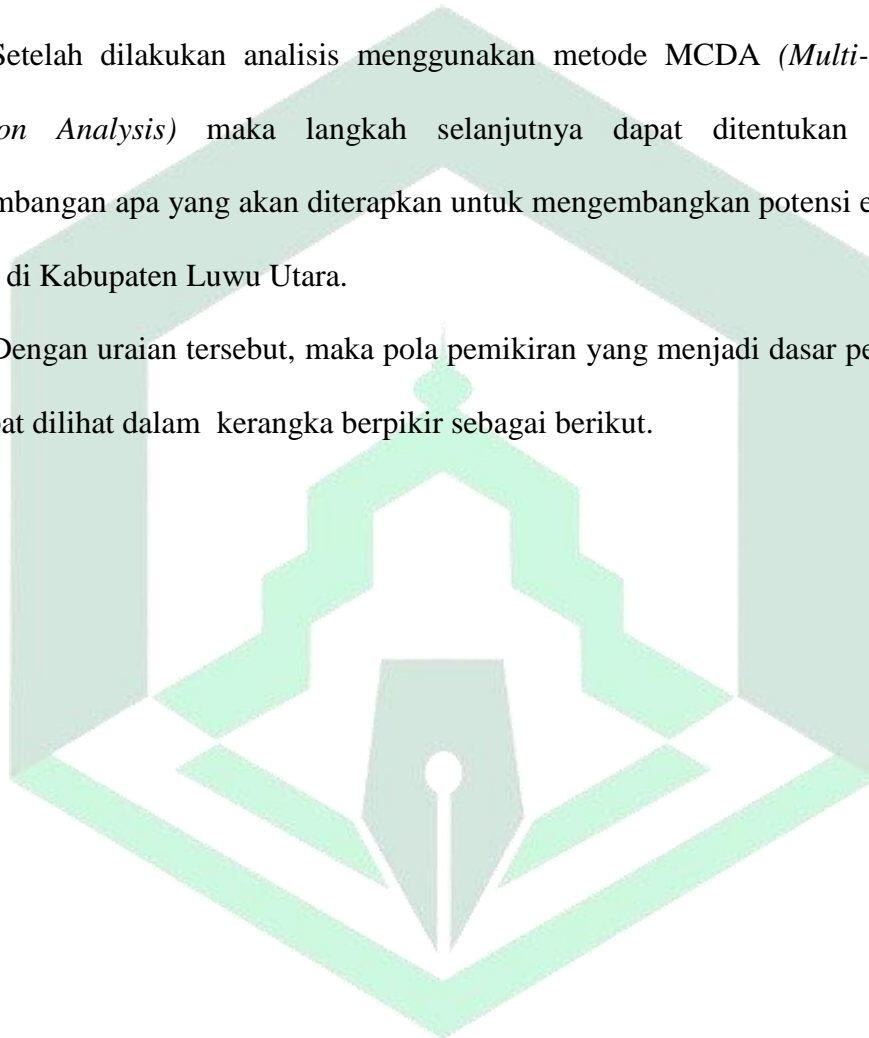 Setelah dilakukan analisis menggunakan metode MCDA (Multi-
on Analysis) maka langkah selanjutnya dapat ditentukan
mbangan apa yang akan diterapkan untuk mengembangkan potensi e
di Kabupaten Luwu Utara.
Dengan uraian tersebut, maka pola pemikiran yang menjadi dasar pe
at dilihat dalam kerangka berpikir sebagai berikut.